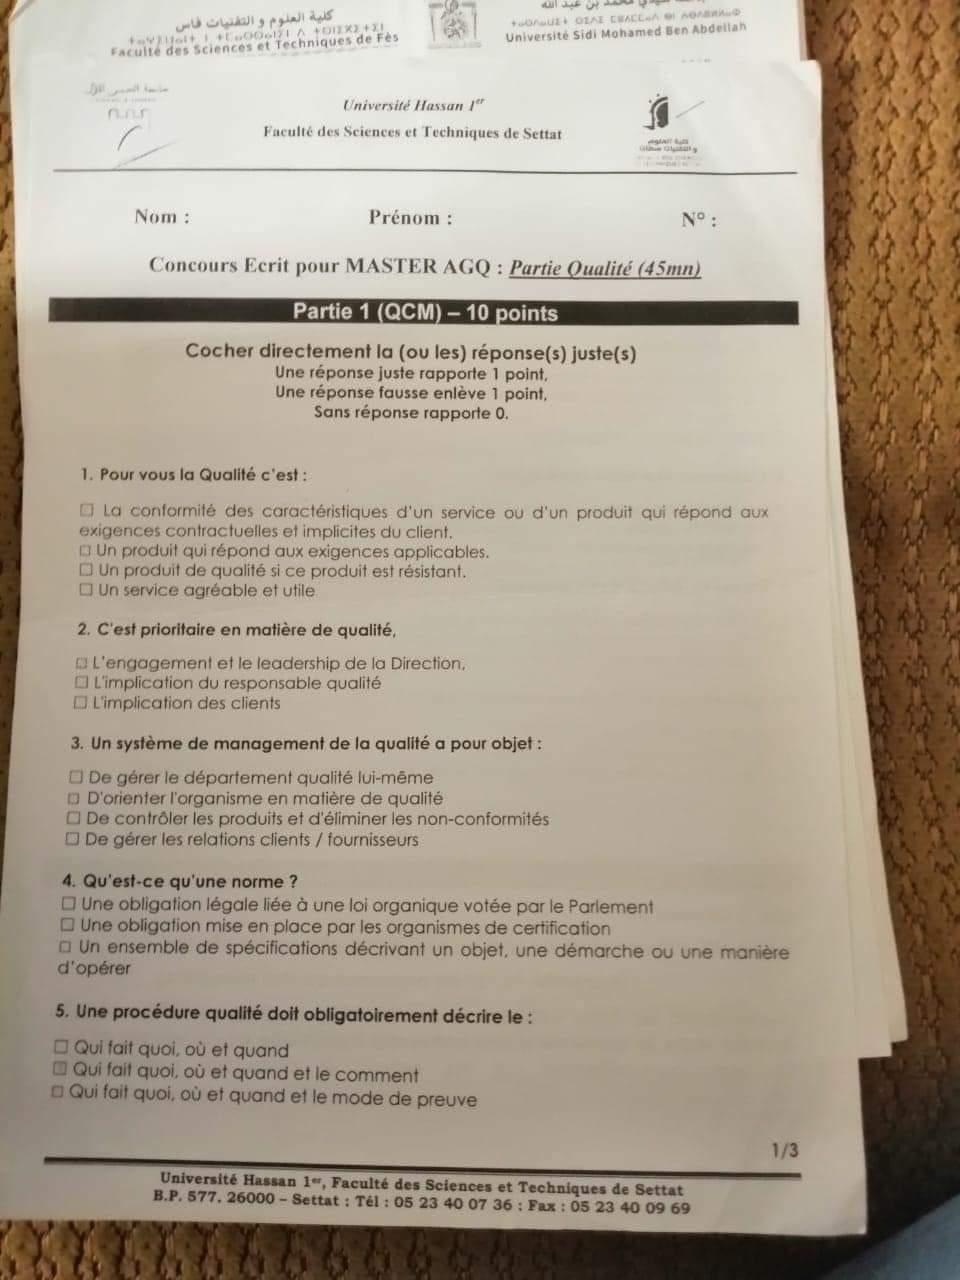 كلية العلوم و التقنيات فاس
Faculté des Sciences et Techniques de Fès
Université Sidi Mohamed Ben Abdellah
Université Hassan 1er
Faculté des Sciences et Techniques de Settat
كلية العلوم
و التقنيات سطات
Nom :
Prénom :
N° :
Concours Ecrit pour MASTER AGQ : Partie Qualité (45mn)
Partie 1 (QCM) – 10 points
Cocher directement la (ou les) réponse(s) juste(s)
Une réponse juste rapporte 1 point,
Une réponse fausse enlève 1 point,
Sans réponse rapporte 0.
1. Pour vous la Qualité c'est :
☐ La conformité des caractéristiques d'un service ou d'un produit qui répond aux
exigences contractuelles et implicites du client.
☐ Un produit qui répond aux exigences applicables.
☐ Un produit de qualité si ce produit est résistant.
☐ Un service agréable et utile
2. C'est prioritaire en matière de qualité,
☐ L'engagement et le leadership de la Direction,
☐ L'implication du responsable qualité
☐ L'implication des clients
3. Un système de management de la qualité a pour objet :
☐ De gérer le département qualité lui-même
☐ D'orienter l'organisme en matière de qualité
☐ De contrôler les produits et d'éliminer les non-conformités
☐ De gérer les relations clients / fournisseurs
4. Qu'est-ce qu'une norme ?
☐ Une obligation légale liée à une loi organique votée par le Parlement
☐ Une obligation mise en place par les organismes de certification
☐ Un ensemble de spécifications décrivant un objet, une démarche ou une manière
d'opérer
5. Une procédure qualité doit obligatoirement décrire le :
☐ Qui fait quoi, où et quand
☐ Qui fait quoi, où et quand et le comment
☐ Qui fait quoi, où et quand et le mode de preuve
1/3
Université Hassan 1er, Faculté des Sciences et Techniques de Settat
B.P. 577. 26000 – Settat : Tél : 05 23 40 07 36 : Fax : 05 23 40 09 69